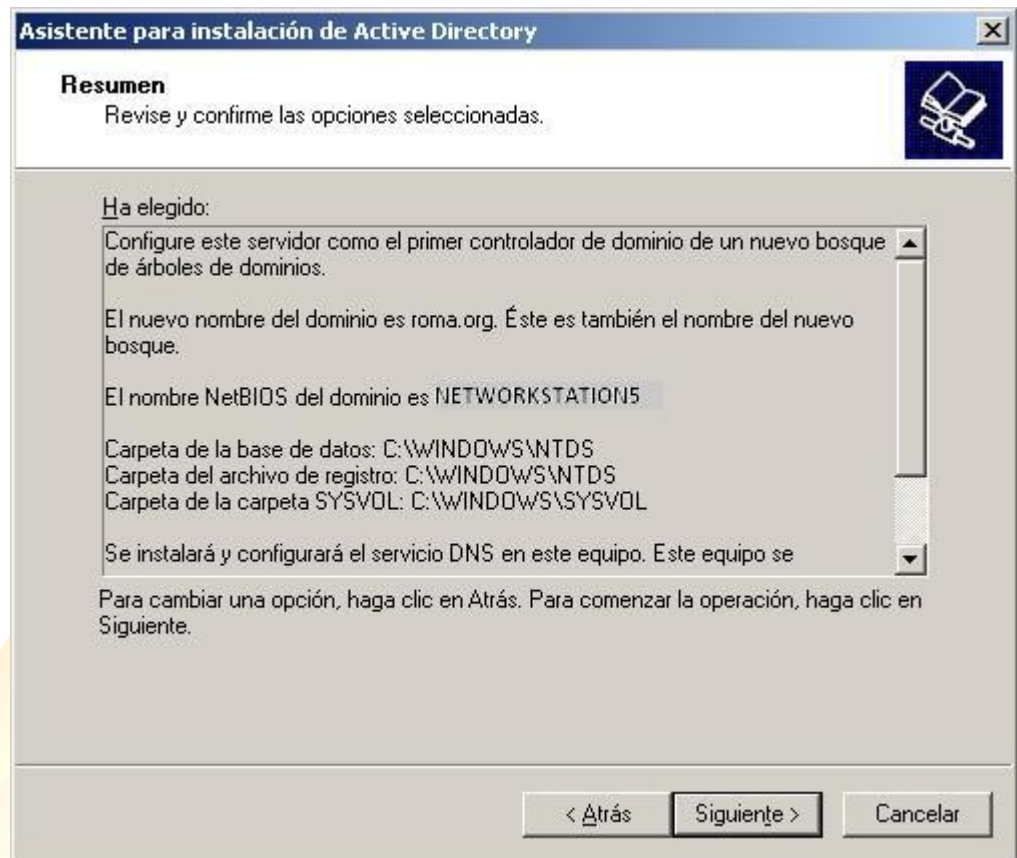 Asistente para instalación de Active Directory
Resumen
Revise y confirme las opciones seleccionadas.
Ha elegido:
Configure este servidor como el primer controlador de dominio de un nuevo bosque
de árboles de dominios.
El nuevo nombre del dominio es roma.org. Éste es también el nombre del nuevo
bosque.
El nombre NetBIOS del dominio es NETWORKSTATION5
Carpeta de la base de datos: C:\WINDOWS\NTDS
Carpeta del archivo de registro: C:\WINDOWS\NTDS
Carpeta de la carpeta SYSVOL: C:\WINDOWS\SYSVOL
Se instalará y configurará el servicio DNS en este equipo. Este equipo se
Para cambiar una opción, haga clic en Atrás. Para comenzar la operación, haga clic en
Siguiente.
< Atrás Siguiente > Cancelar